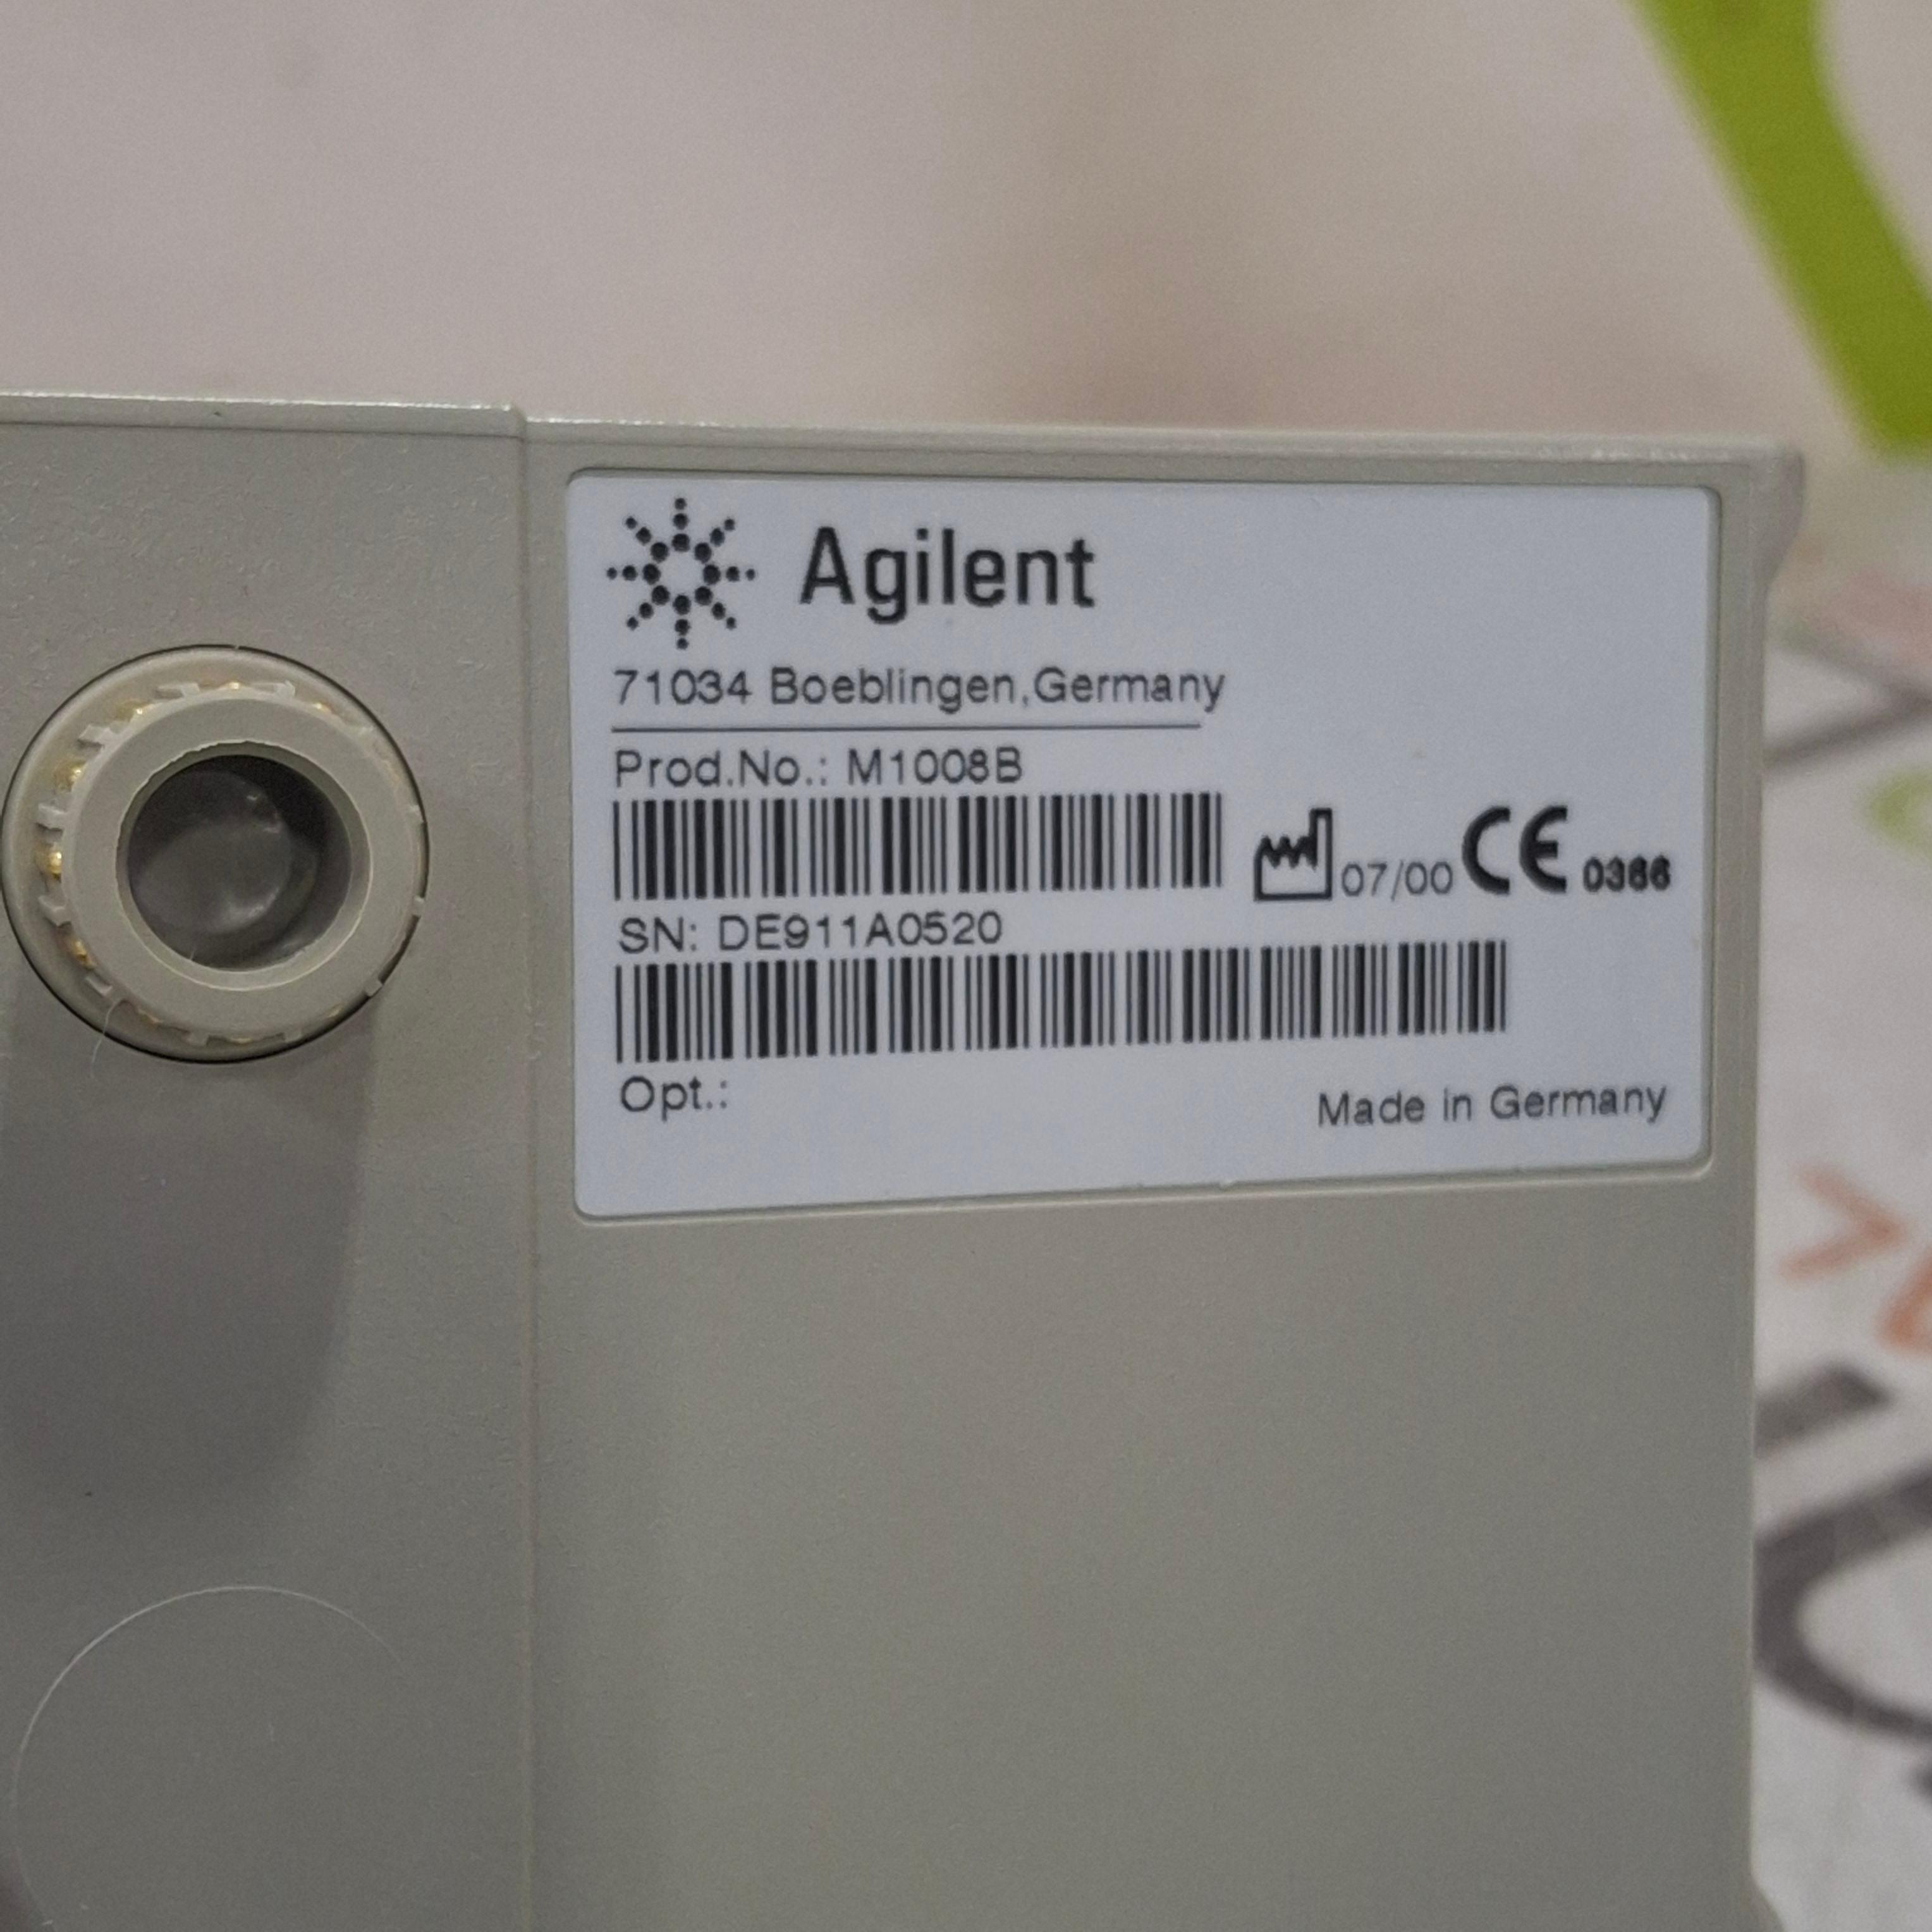 Agilent
71034 Boeblingen,Germany
Prod.No.: M1008B
07/00 CE 0366
SN: DE911A0520
Opt.:
Made in Germany